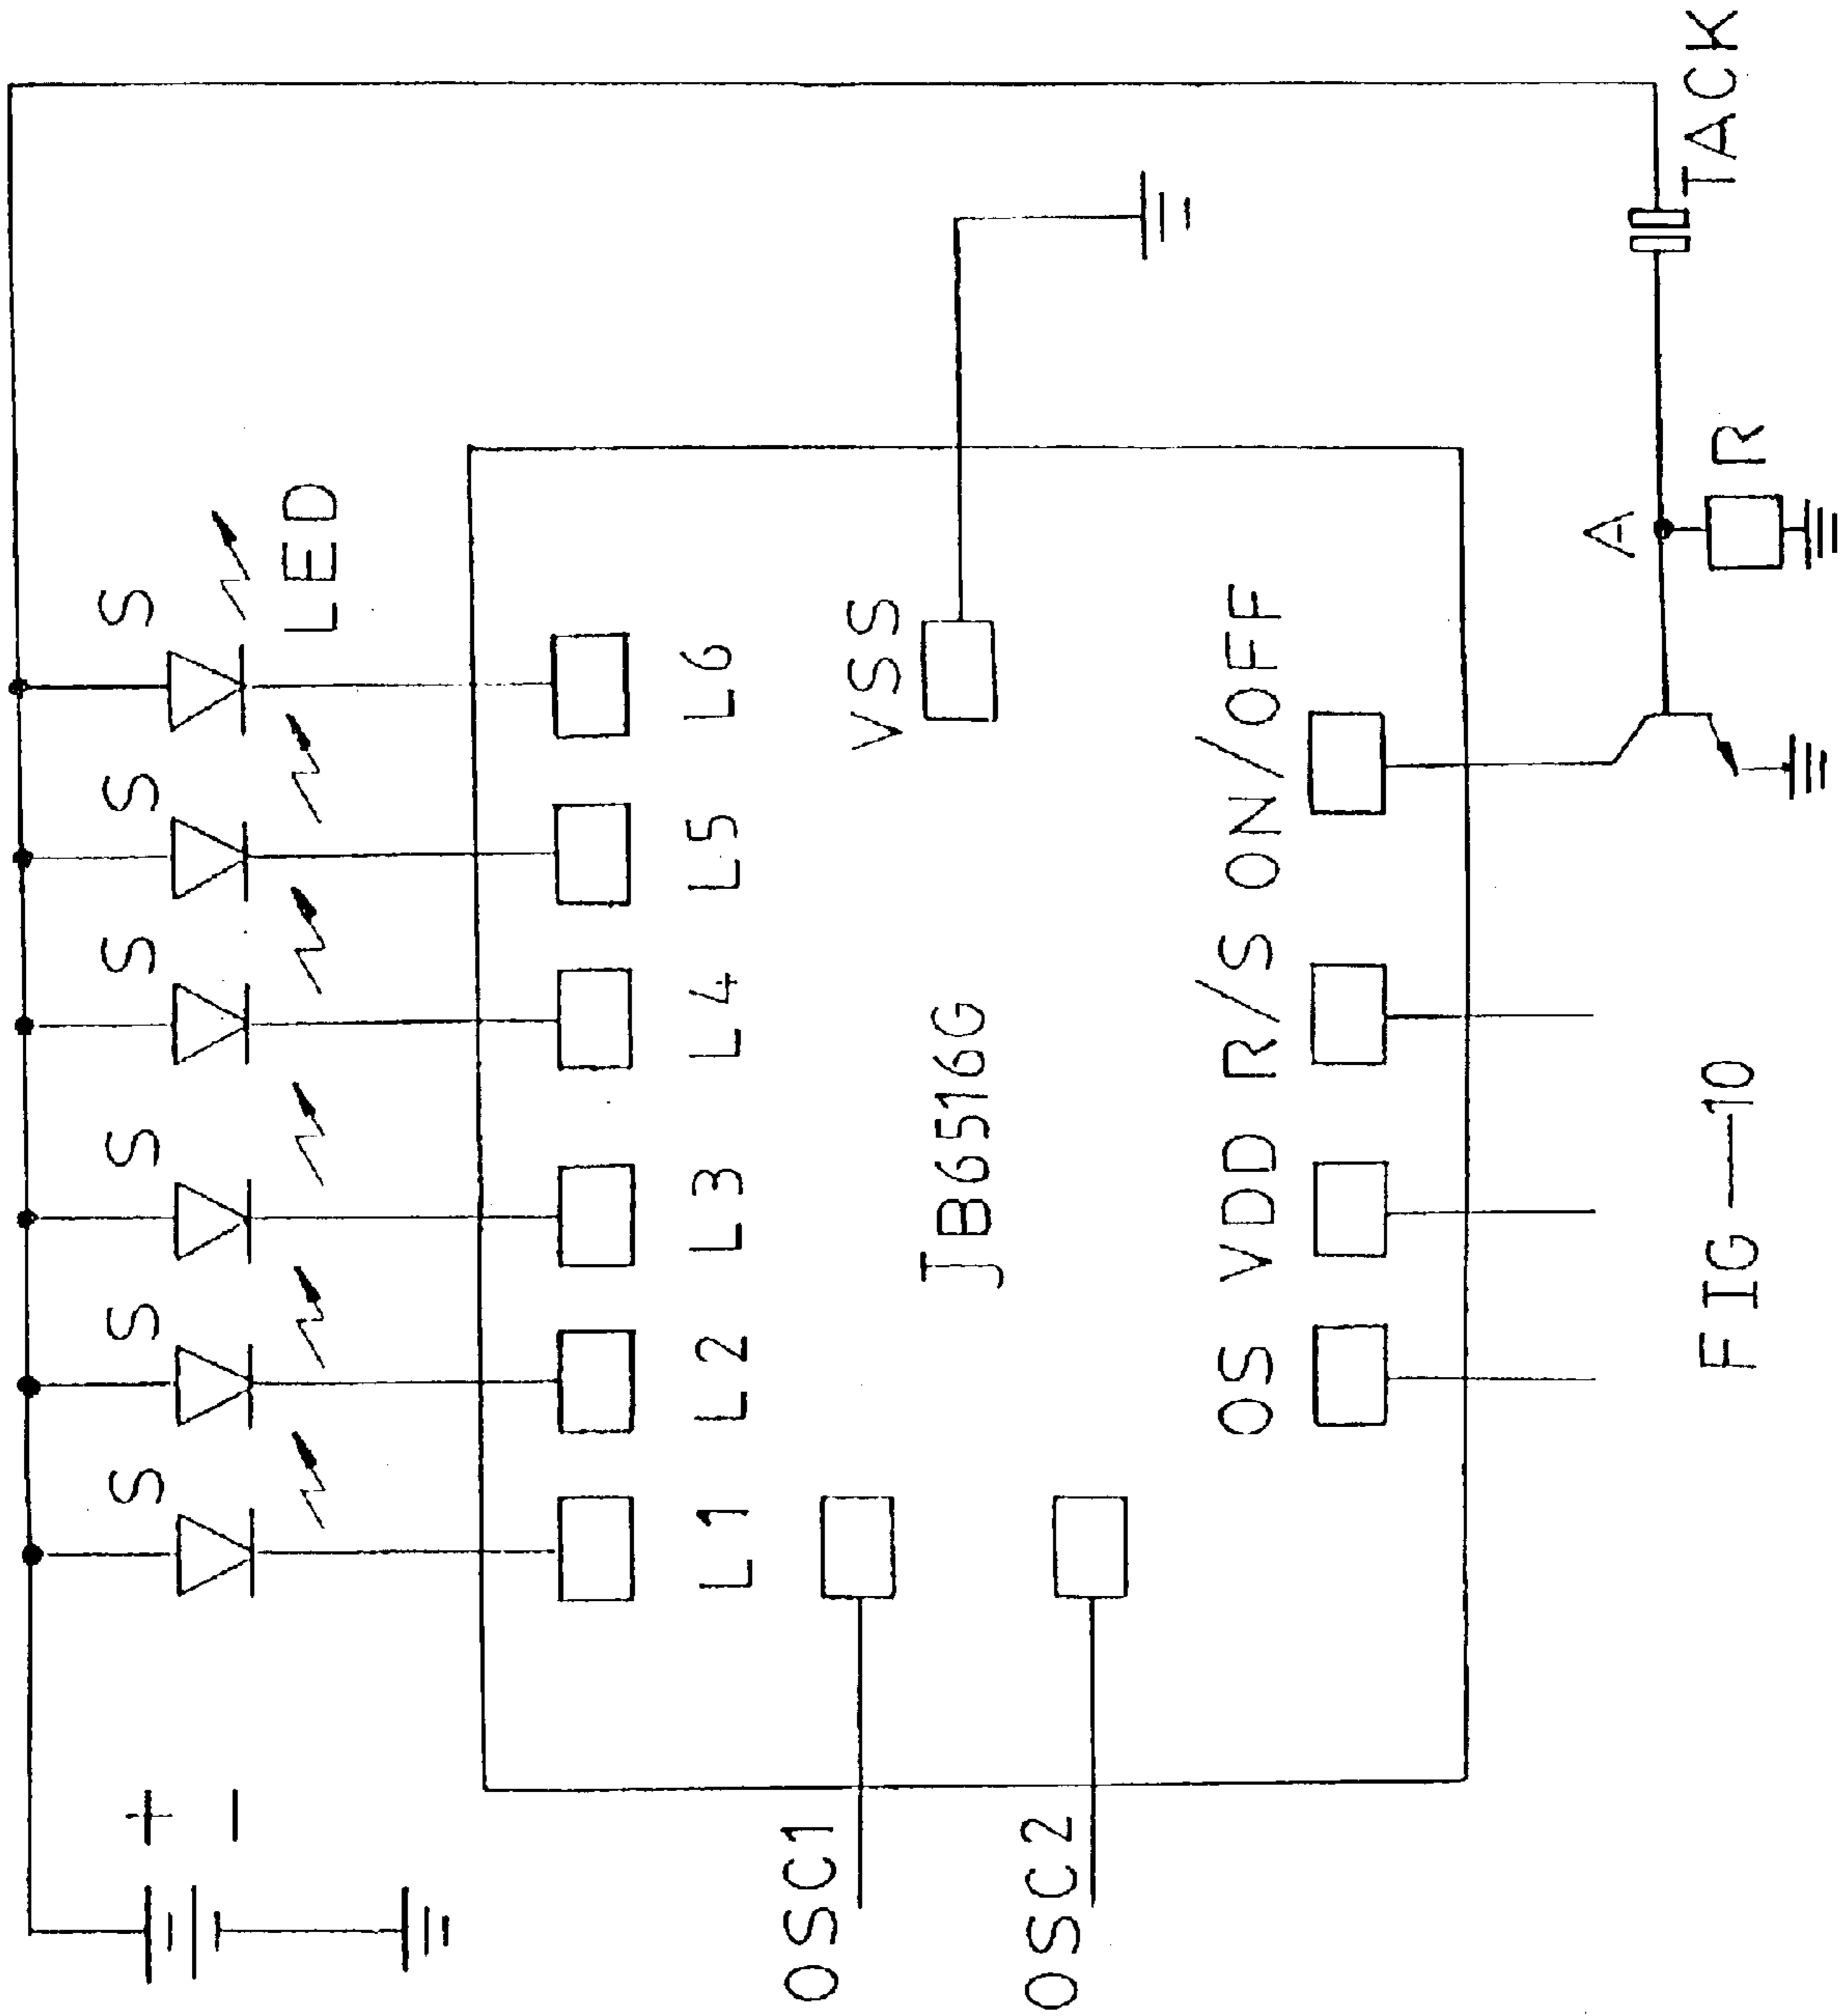 +
−
S S S S S S
LED
L1 L2 L3 L4 L5 L6
OSC1
VSS
JB6516G
OSC2
OS VDD R/S ON/OFF
A
R
TACK
FIG—10